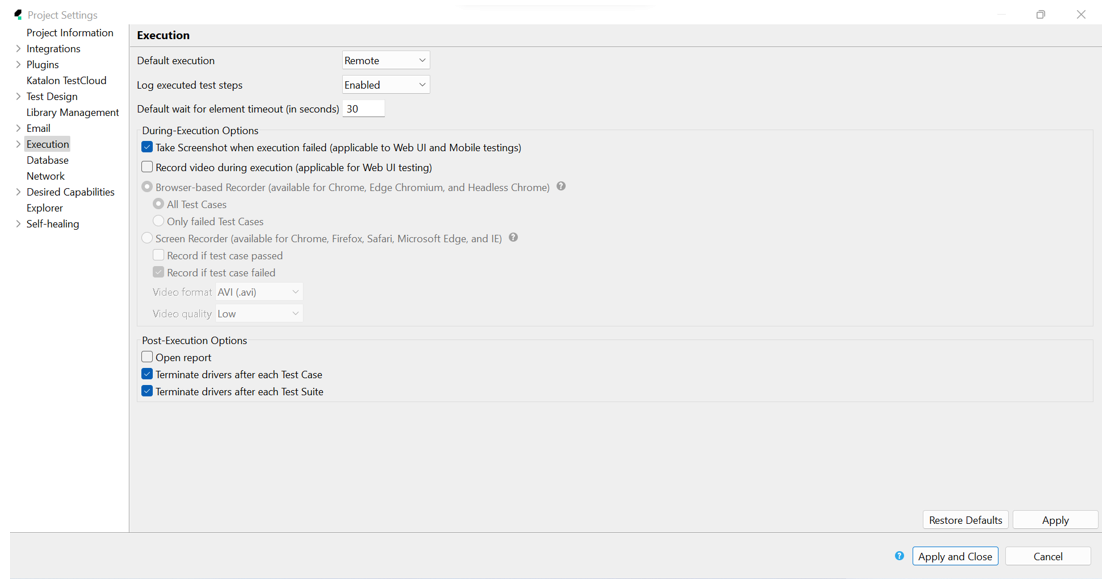 Project Settings
Project Information
Integrations
Plugins
Katalon TestCloud
Test Design
Library Management
Email
Execution
Database
Network
Desired Capabilities
Explorer
Self-healing
Execution
Default execution Remote
Log executed test steps Enabled
Default wait for element timeout (in seconds) 30
During-Execution Options
Take Screenshot when execution failed (applicable to Web UI and Mobile testings)
Record video during execution (applicable for Web UI testing)
Browser-based Recorder (available for Chrome, Edge Chromium, and Headless Chrome) ?
All Test Cases
Only failed Test Cases
Screen Recorder (available for Chrome, Firefox, Safari, Microsoft Edge, and IE) ?
Record if test case passed
Record if test case failed
Video format AVI (.avi)
Video quality Low
Post-Execution Options
Open report
Terminate drivers after each Test Case
Terminate drivers after each Test Suite
Restore Defaults Apply
? Apply and Close Cancel